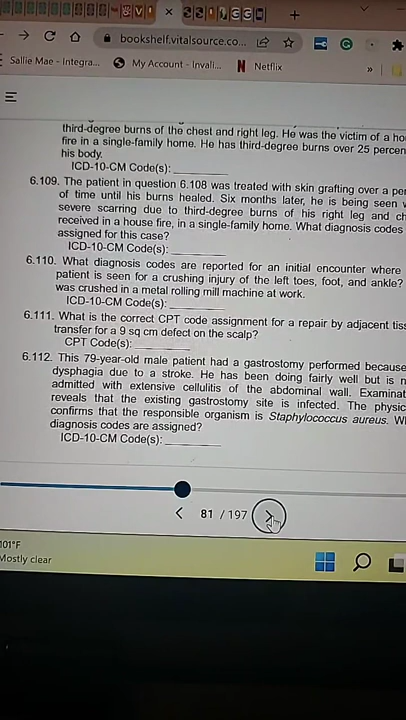 bookshelf.vitalsource.co...
Sallie Mae - Integra... My Account - Invali... Netflix »
third-degree burns of the chest and right leg. He was the victim of a ho
fire in a single-family home. He has third-degree burns over 25 percen
his body.
ICD-10-CM Code(s): ________
6.109. The patient in question 6.108 was treated with skin grafting over a per
of time until his burns healed. Six months later, he is being seen
severe scarring due to third-degree burns of his right leg and ch
received in a house fire, in a single-family home. What diagnosis codes
assigned for this case?
ICD-10-CM Code(s): ________
6.110. What diagnosis codes are reported for an initial encounter where
patient is seen for a crushing injury of the left toes, foot, and ankle?
was crushed in a metal rolling mill machine at work.
ICD-10-CM Code(s): ________
6.111. What is the correct CPT code assignment for a repair by adjacent tiss
transfer for a 9 sq cm defect on the scalp?
CPT Code(s): ________
6.112. This 79-year-old male patient had a gastrostomy performed because
dysphagia due to a stroke. He has been doing fairly well but is n
admitted with extensive cellulitis of the abdominal wall. Examinat
reveals that the existing gastrostomy site is infected. The physic
confirms that the responsible organism is Staphylococcus aureus. W
diagnosis codes are assigned?
ICD-10-CM Code(s): ________
< 81 / 197 >
101°F
Mostly clear